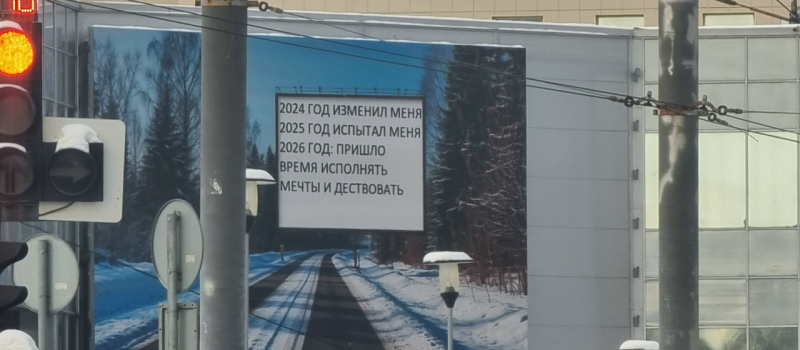 2024 ГОД ИЗМЕНИЛ МЕНЯ
2025 ГОД ИСПЫТАЛ МЕНЯ
2026 ГОД: ПРИШЛО
ВРЕМЯ ИСПОЛНЯТЬ
МЕЧТЫ И ДЕСТВОВАТЬ